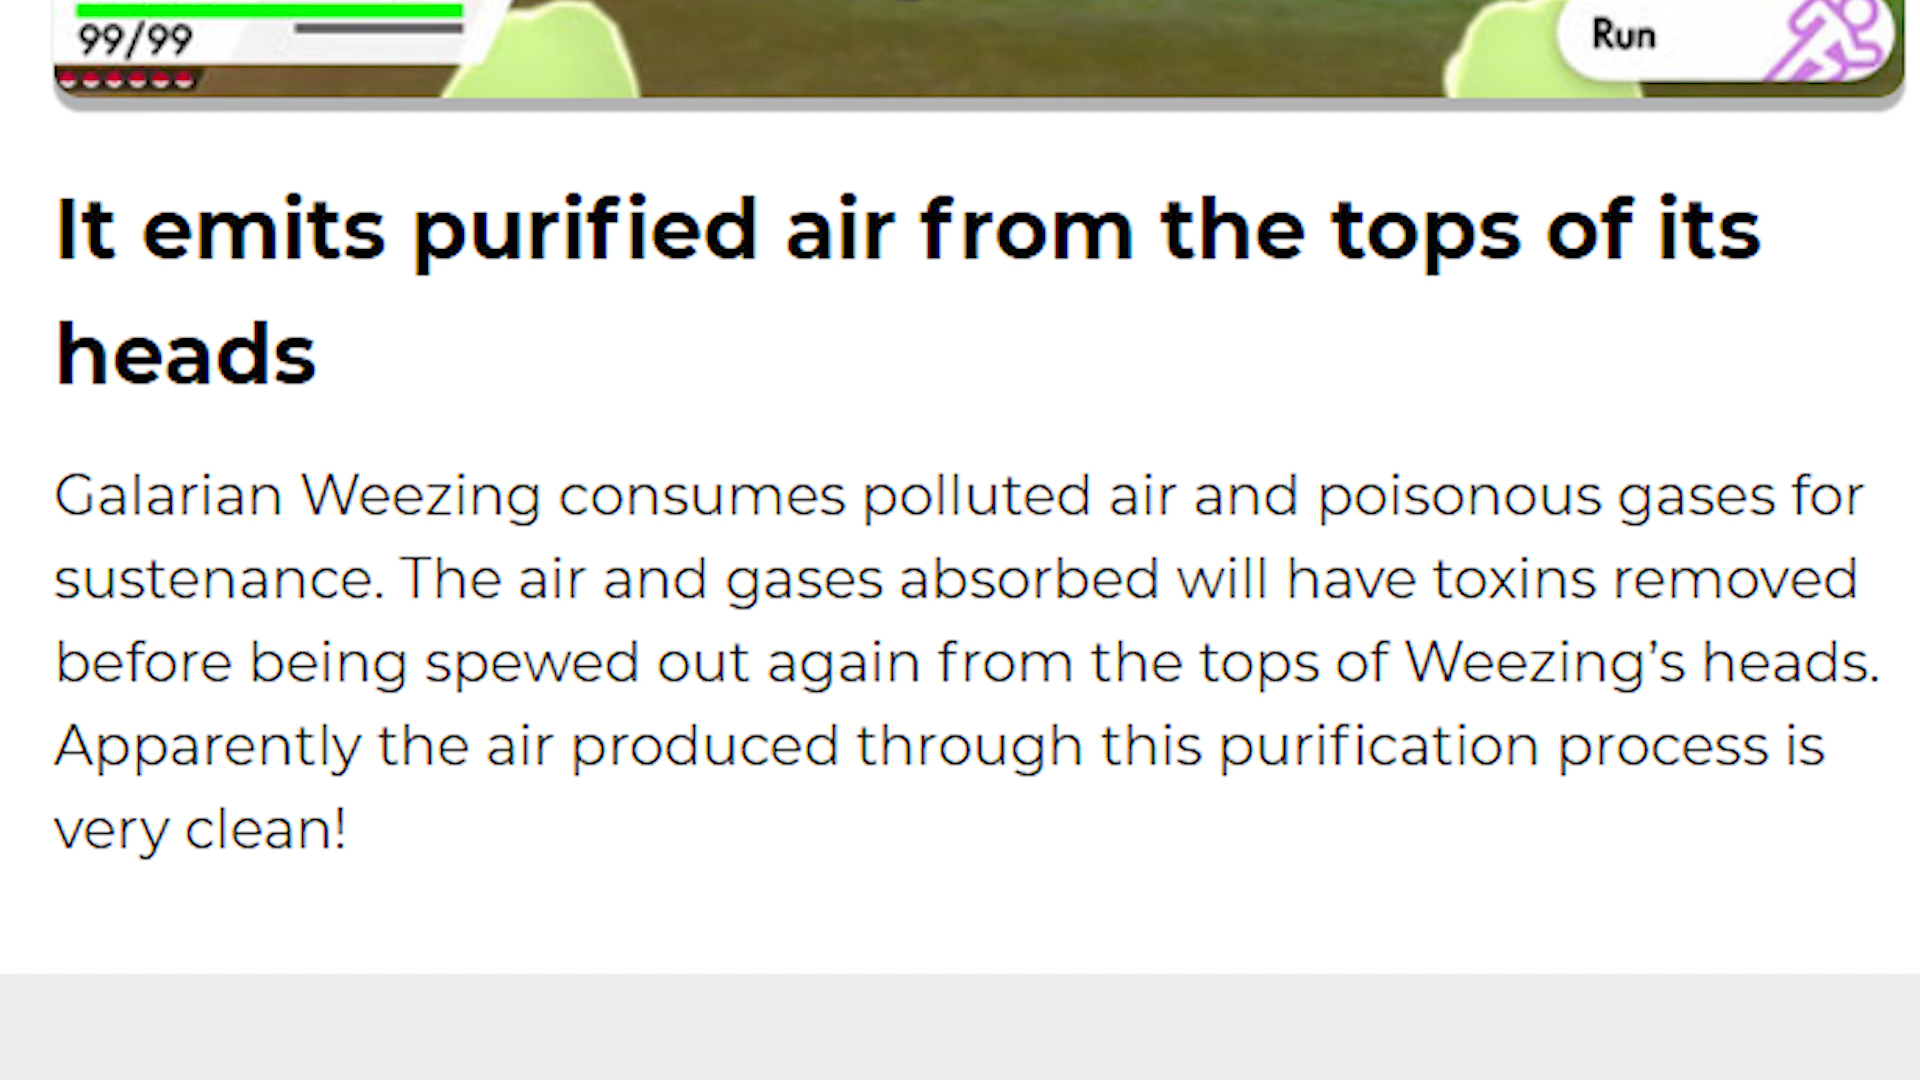 99/99
Run
It emits purified air from the tops of its
heads
Galarian Weezing consumes polluted air and poisonous gases for
sustenance. The air and gases absorbed will have toxins removed
before being spewed out again from the tops of Weezing’s heads.
Apparently the air produced through this purification process is
very clean!